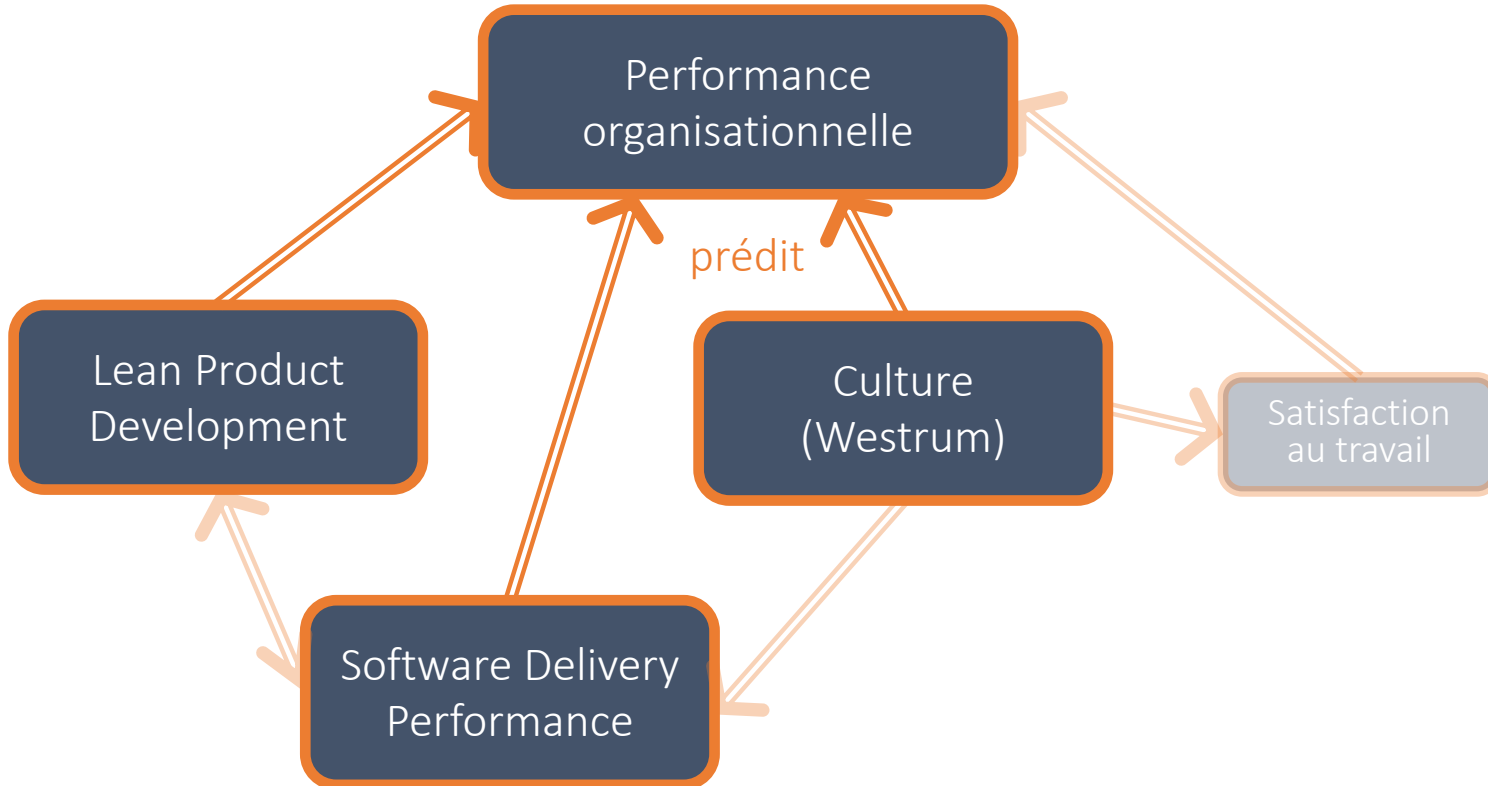 Performance
organisationnelle
prédit
Lean Product
Development
Culture
(Westrum)
Satisfaction
au travail
Software Delivery
Performance